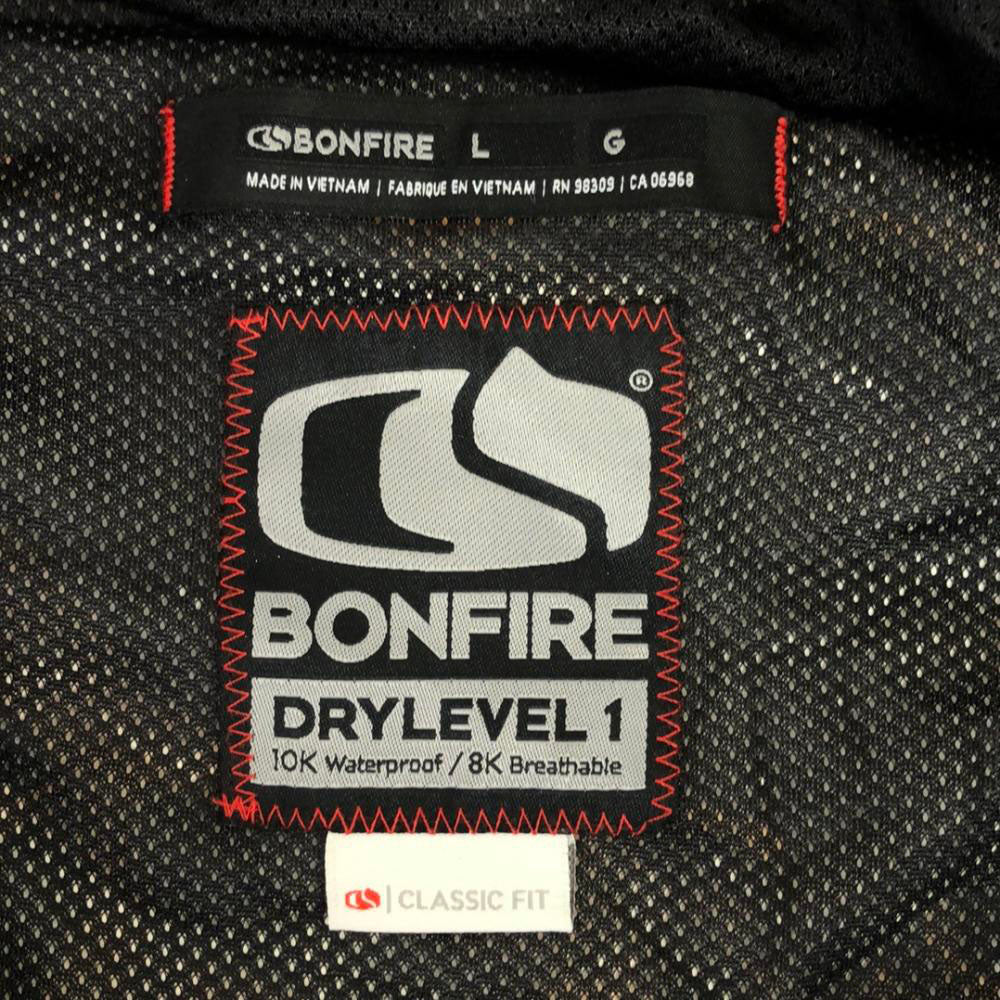 BONFIRE L G
MADE IN VIETNAM | FABRIQUE EN VIETNAM | RN 98309 | CA 06968
®
BONFIRE
DRYLEVEL 1
10K Waterproof / 8K Breathable
| CLASSIC FIT